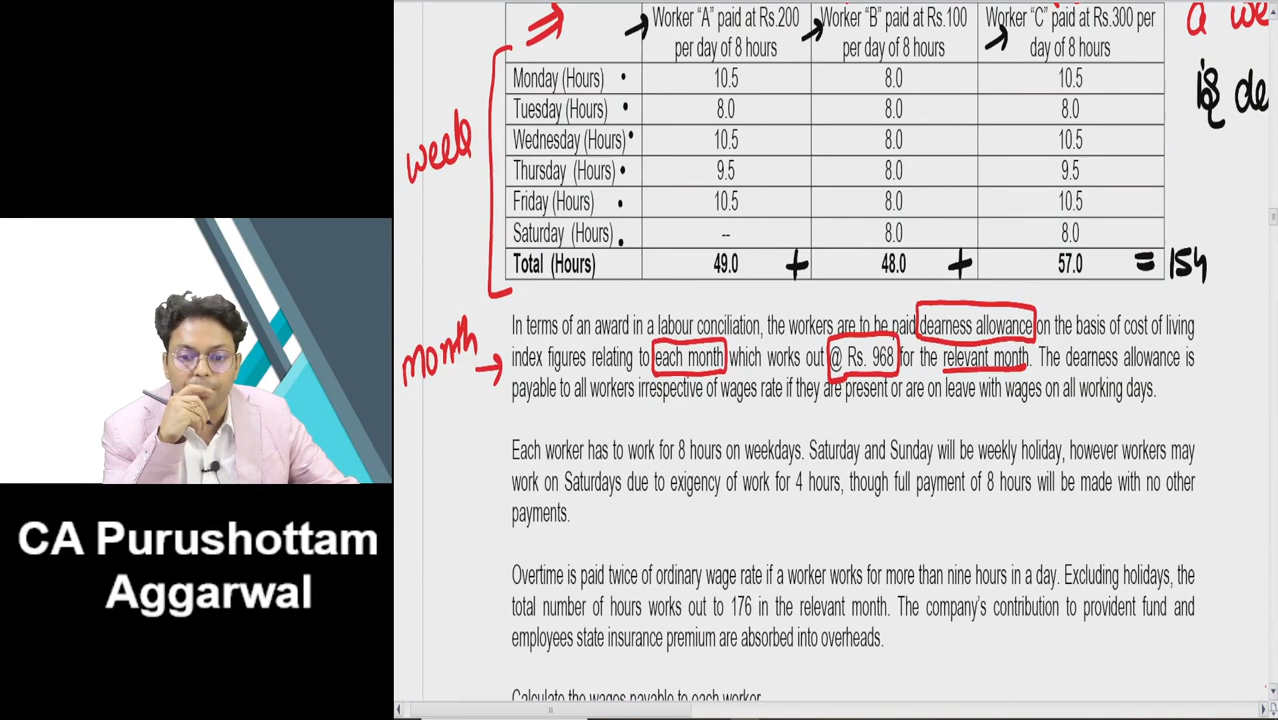 Worker “A” paid at Rs.200 per day of 8 hours
Worker “B” paid at Rs.100 per day of 8 hours
Worker “C” paid at Rs.300 per day of 8 hours
Monday (Hours) 10.5 8.0 10.5
Tuesday (Hours) 8.0 8.0 8.0
Wednesday (Hours) 10.5 8.0 10.5
Thursday (Hours) 9.5 8.0 9.5
Friday (Hours) 10.5 8.0 10.5
Saturday (Hours) -- 8.0 8.0
Total (Hours) 49.0 + 48.0 + 57.0 = 154
week
month
In terms of an award in a labour conciliation, the workers are to be paid dearness allowance on the basis of cost of living
index figures relating to each month which works out @ Rs. 968 for the relevant month. The dearness allowance is
payable to all workers irrespective of wages rate if they are present or are on leave with wages on all working days.
Each worker has to work for 8 hours on weekdays. Saturday and Sunday will be weekly holiday, however workers may
work on Saturdays due to exigency of work for 4 hours, though full payment of 8 hours will be made with no other
payments.
Overtime is paid twice of ordinary wage rate if a worker works for more than nine hours in a day. Excluding holidays, the
total number of hours works out to 176 in the relevant month. The company's contribution to provident fund and
employees state insurance premium are absorbed into overheads.
Calculate the wages payable to each worker
CA Purushottam
Aggarwal